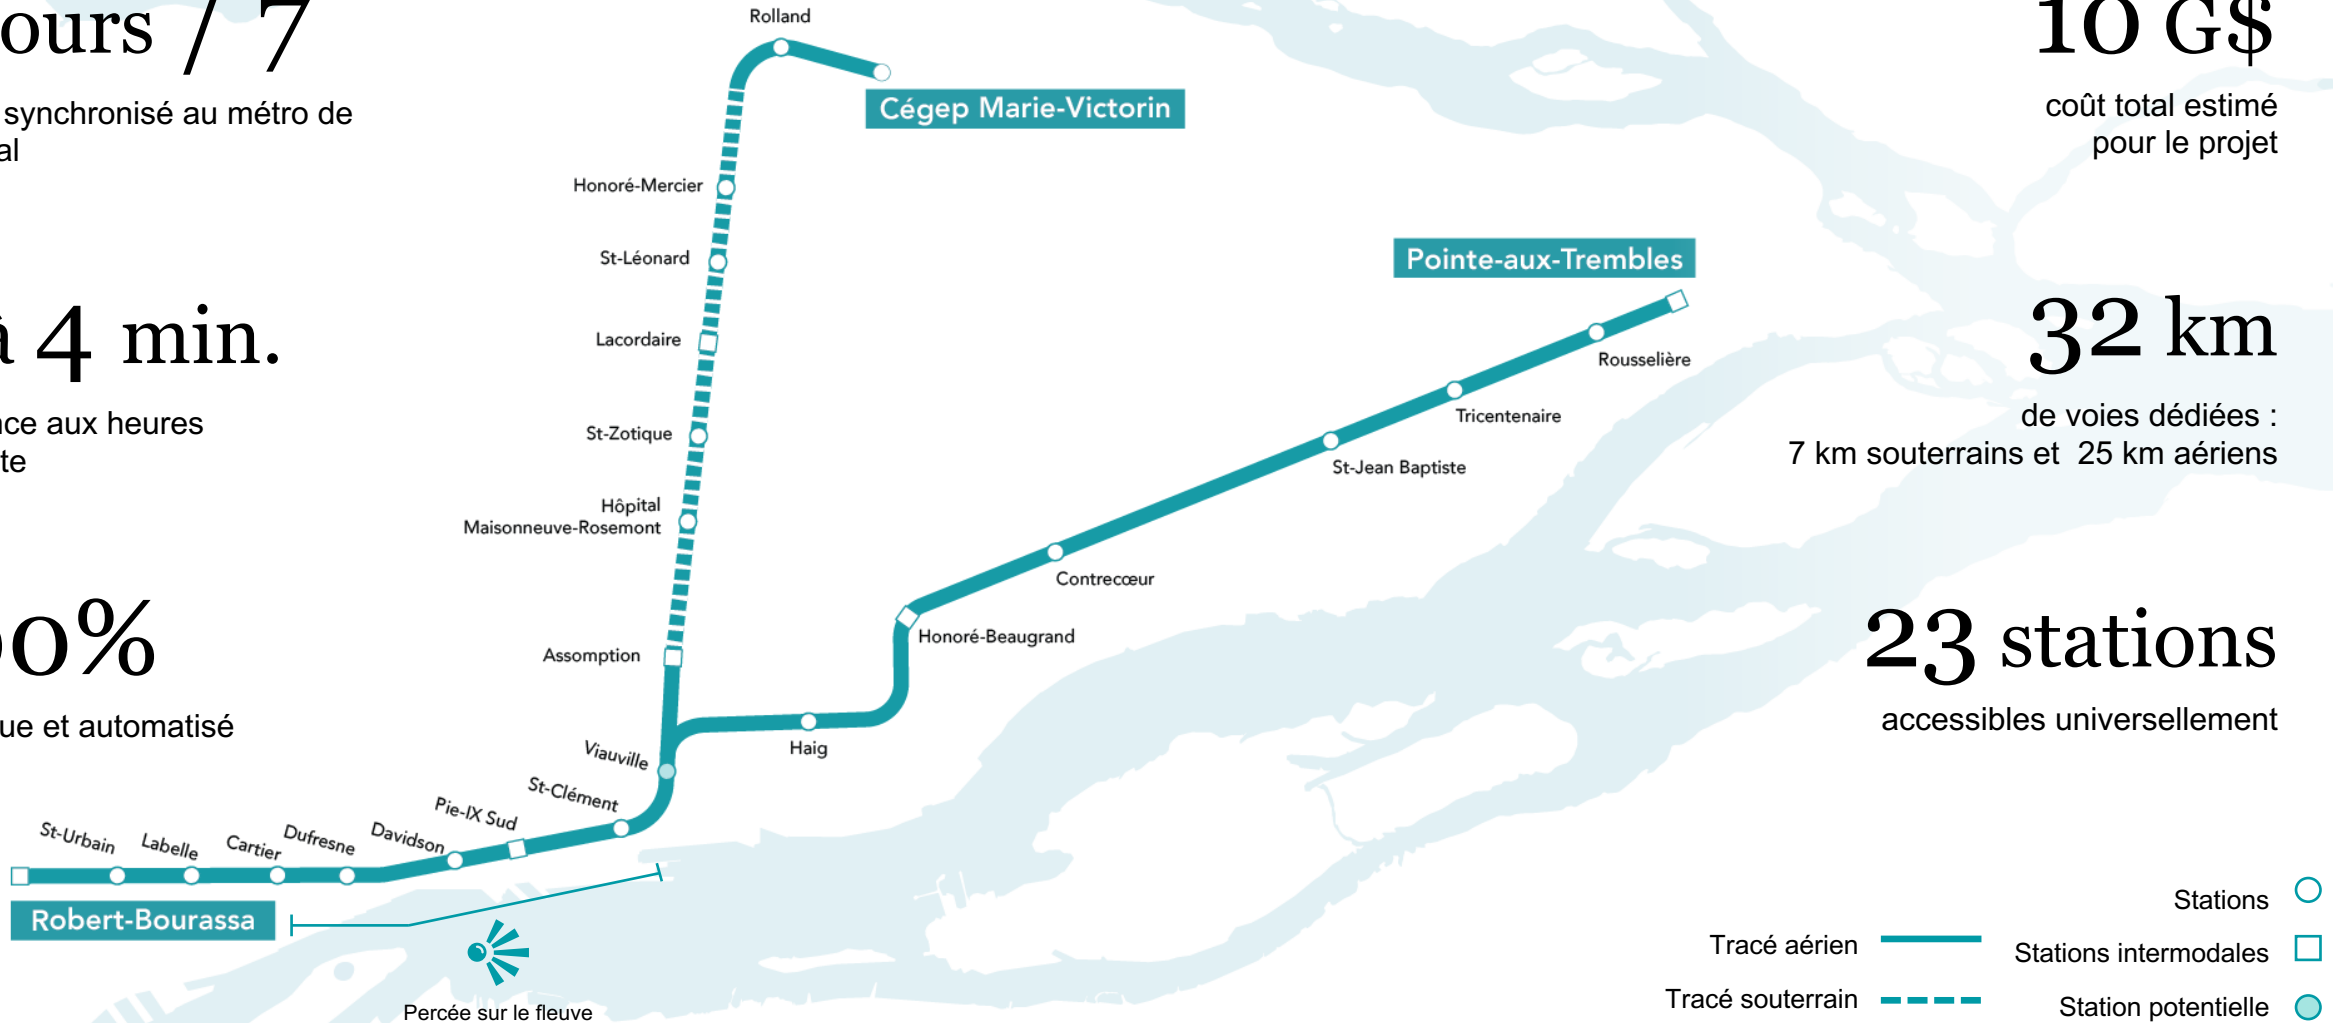 ours / 7
synchronisé au métro de
al
à 4 min.
nce aux heures
te
00%
ue et automatisé
Rolland
Cégep Marie-Victorin
Honoré-Mercier
St-Léonard
Lacordaire
St-Zotique
Hôpital
Maisonneuve-Rosemont
Assomption
Viauville
St-Clément
Pie-IX Sud
Davidson
Dufresne
Cartier
Labelle
St-Urbain
Robert-Bourassa
Percée sur le fleuve
Pointe-aux-Trembles
Rousselière
Tricentenaire
St-Jean Baptiste
Contrecœur
Honoré-Beaugrand
Haig
10 G$
coût total estimé
pour le projet
32 km
de voies dédiées :
7 km souterrains et 25 km aériens
23 stations
accessibles universellement
Tracé aérien
Tracé souterrain
Stations
Stations intermodales
Station potentielle